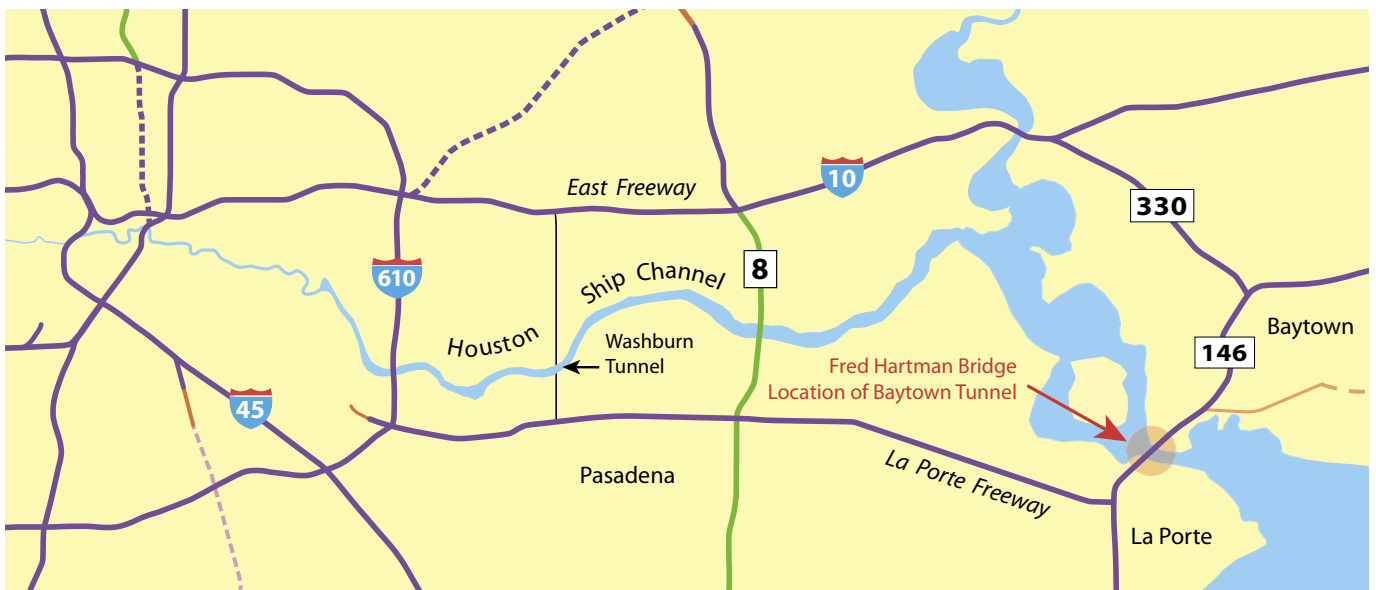 East Freeway
10
330
8
Ship Channel
610
Houston
Washburn
Tunnel
Baytown
146
Fred Hartman Bridge
Location of Baytown Tunnel
45
Pasadena
La Porte Freeway
La Porte